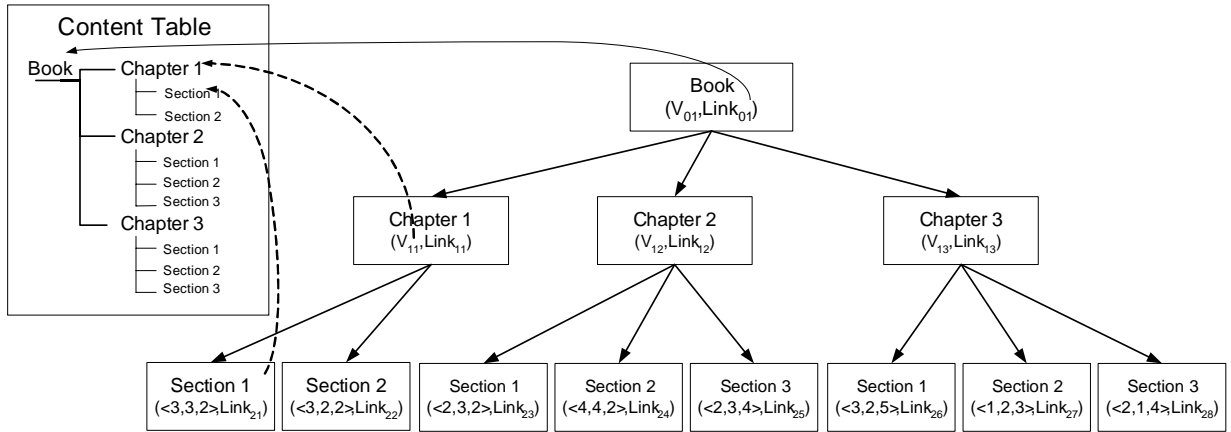 Content Table
Book
Chapter 1
Section 1
Section 2
Chapter 2
Section 1
Section 2
Section 3
Chapter 3
Section 1
Section 2
Section 3
Book
(V01,Link01)
Chapter 1
(V11,Link11)
Chapter 2
(V12,Link12)
Chapter 3
(V13,Link13)
Section 1
(<3,3,2>,Link21)
Section 2
(<3,2,2>,Link22)
Section 1
(<2,3,2>,Link23)
Section 2
(<4,4,2>,Link24)
Section 3
(<2,3,4>,Link25)
Section 1
(<3,2,5>,Link26)
Section 2
(<1,2,3>,Link27)
Section 3
(<2,1,4>,Link28)